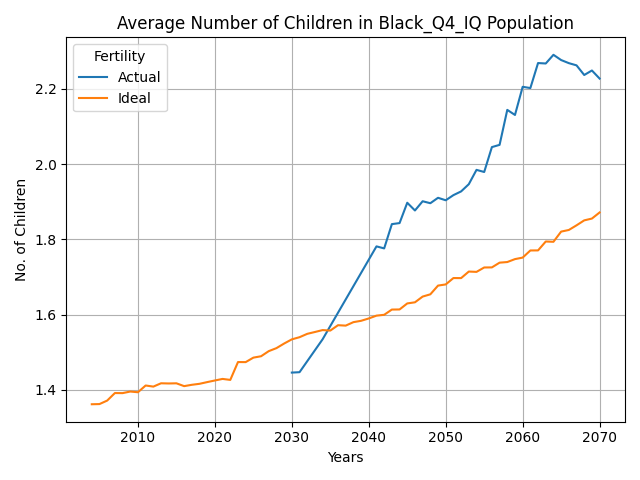 Average Number of Children in Black_Q4_IQ Population
Fertility
Actual
Ideal
No. of Children
2.2
2.0
1.8
1.6
1.4
2010 2020 2030 2040 2050 2060 2070
Years